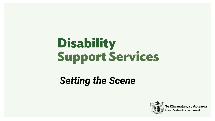 Disability
Support Services
Setting the Scene